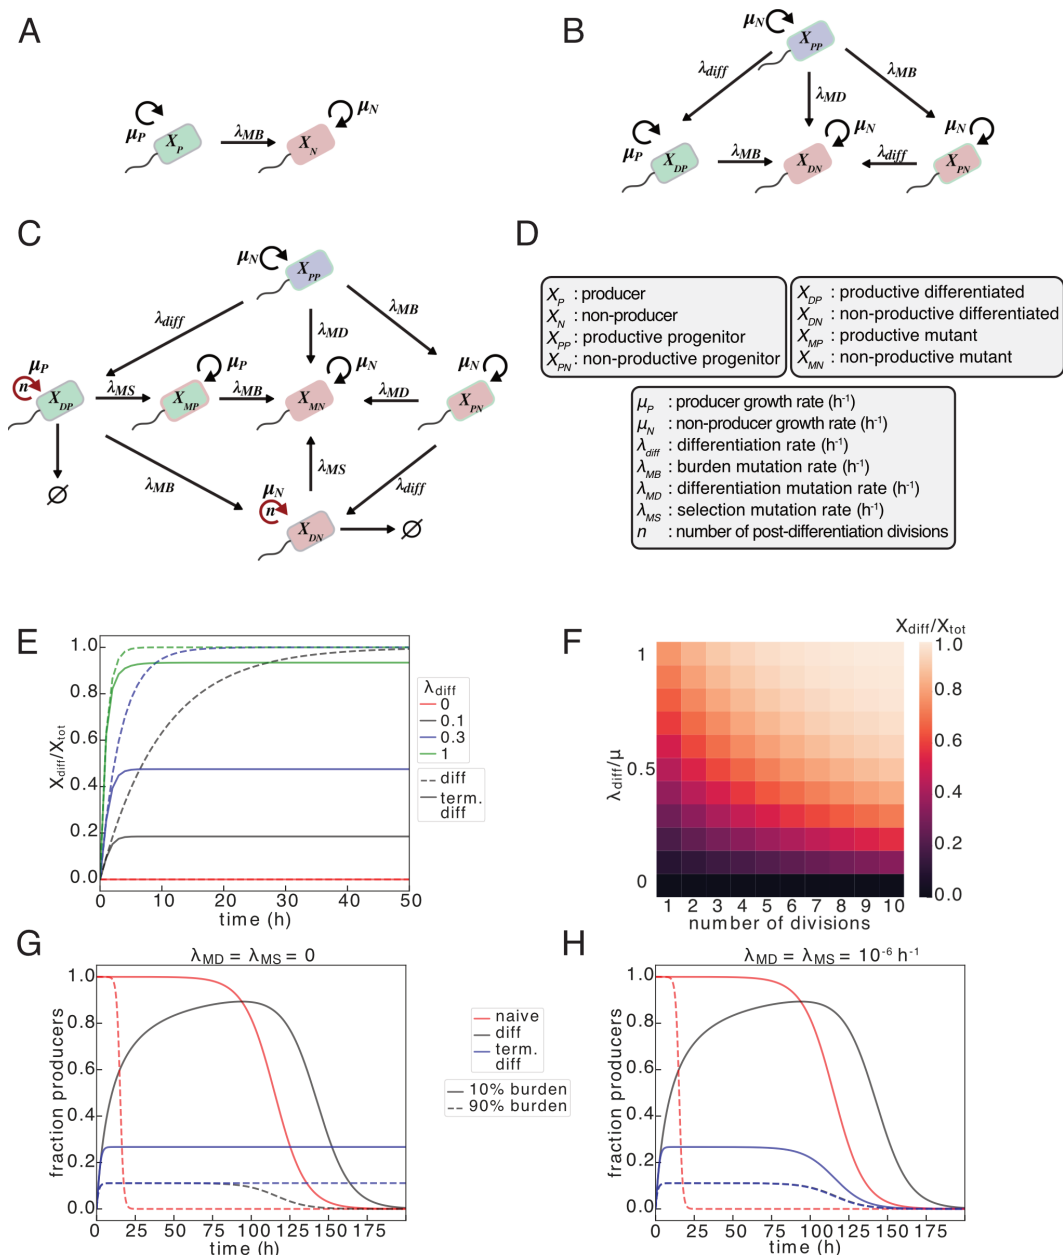 A
μP
XP
λMB
XN
μN
B
μN
XPP
λdiff
λMD
λMB
μP
XDP
λMB
XDN
μN
λdiff
μN
XPN
C
μN
XPP
λdiff
λMD
λMB
μP
n
XDP
λMS
XMP
μP
λMB
XMN
μN
λMD
μN
XPN
∅
λMB
λMS
λdiff
μN
n
XDN
∅
D
XP : producer
XN : non-producer
XPP : productive progenitor
XPN : non-productive progenitor
XDP : productive differentiated
XDN : non-productive differentiated
XMP : productive mutant
XMN : non-productive mutant
μP : producer growth rate (h-1)
μN : non-producer growth rate (h-1)
λdiff : differentiation rate (h-1)
λMB : burden mutation rate (h-1)
λMD : differentiation mutation rate (h-1)
λMS : selection mutation rate (h-1)
n : number of post-differentiation divisions
E
Xdiff/Xtot
1.0
0.8
0.6
0.4
0.2
0.0
0 10 20 30 40 50
time (h)
λdiff
0
0.1
0.3
1
diff
term.
diff
F
λdiff/μ
1
0.5
0
1 2 3 4 5 6 7 8 9 10
number of divisions
Xdiff/Xtot
1.0
0.8
0.6
0.4
0.2
0.0
G
λMD = λMS = 0
fraction producers
1.0
0.8
0.6
0.4
0.2
0.0
0 25 50 75 100 125 150 175
time (h)
naive
diff
term.
diff
10% burden
90% burden
H
λMD = λMS = 10-6 h-1
fraction producers
1.0
0.8
0.6
0.4
0.2
0.0
0 25 50 75 100 125 150 175
time (h)